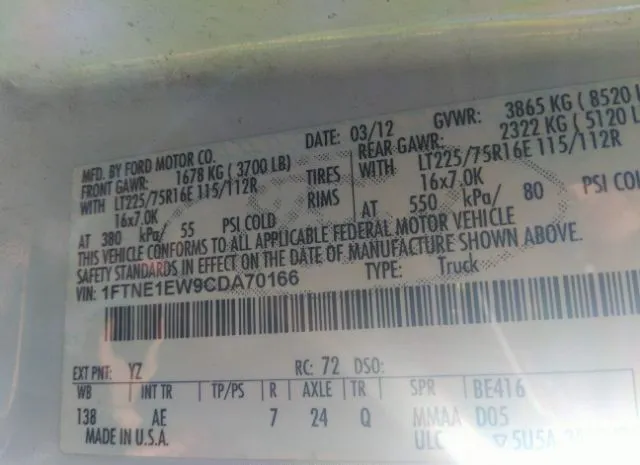 MFD. BY FORD MOTOR CO.
DATE: 03/12 GVWR: 3865 KG ( 8520 L
FRONT GAWR: 1678 KG ( 3700 LB) REAR GAWR: 2322 KG ( 5120 L
WITH LT225/75R16E 115/112R TIRES WITH LT225/75R16E 115/112R
16x7.0K RIMS 16x7.0K
AT 380 kPa/ 55 PSI COLD AT 550 kPa/ 80 PSI COL
THIS VEHICLE CONFORMS TO ALL APPLICABLE FEDERAL MOTOR VEHICLE
SAFETY STANDARDS IN EFFECT ON THE DATE OF MANUFACTURE SHOWN ABOVE.
VIN: 1FTNE1EW9CDA70166 TYPE: Truck
EXT PNT: YZ RC: 72 DSO:
WB INT TR TP/PS R AXLE TR SPR BE416
138 AE 7 24 Q MMAA D05
MADE IN U.S.A. ULC ▽5U5A